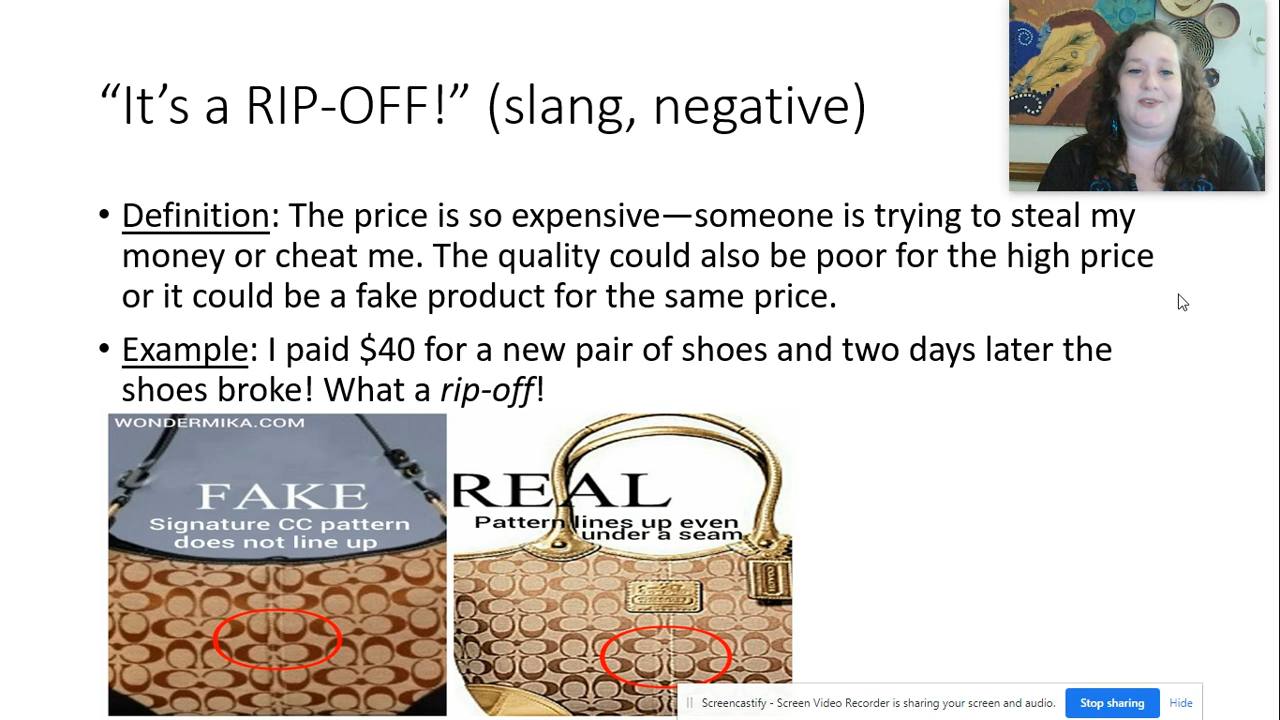 “It’s a RIP-OFF!” (slang, negative)
• Definition: The price is so expensive—someone is trying to steal my
money or cheat me. The quality could also be poor for the high price
or it could be a fake product for the same price.
• Example: I paid $40 for a new pair of shoes and two days later the
shoes broke! What a rip-off!
WONDERMIKA.COM
FAKE
Signature CC pattern
does not line up
REAL
Pattern lines up even
under a seam
COACH
Screencastify - Screen Video Recorder is sharing your screen and audio.
Stop sharing
Hide